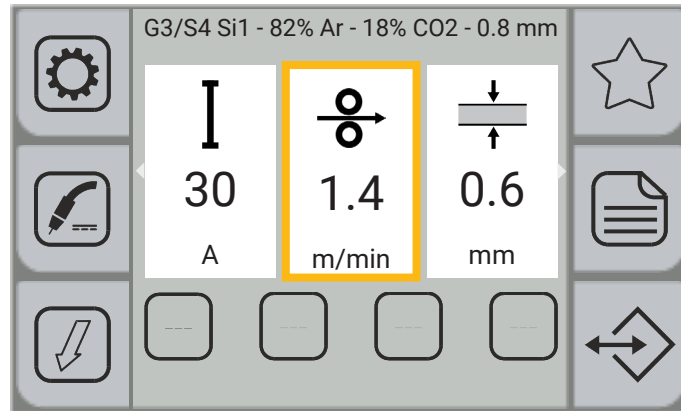 G3/S4 Si1 - 82% Ar - 18% CO2 - 0.8 mm
30 1.4 0.6
A m/min mm
--- --- --- ---